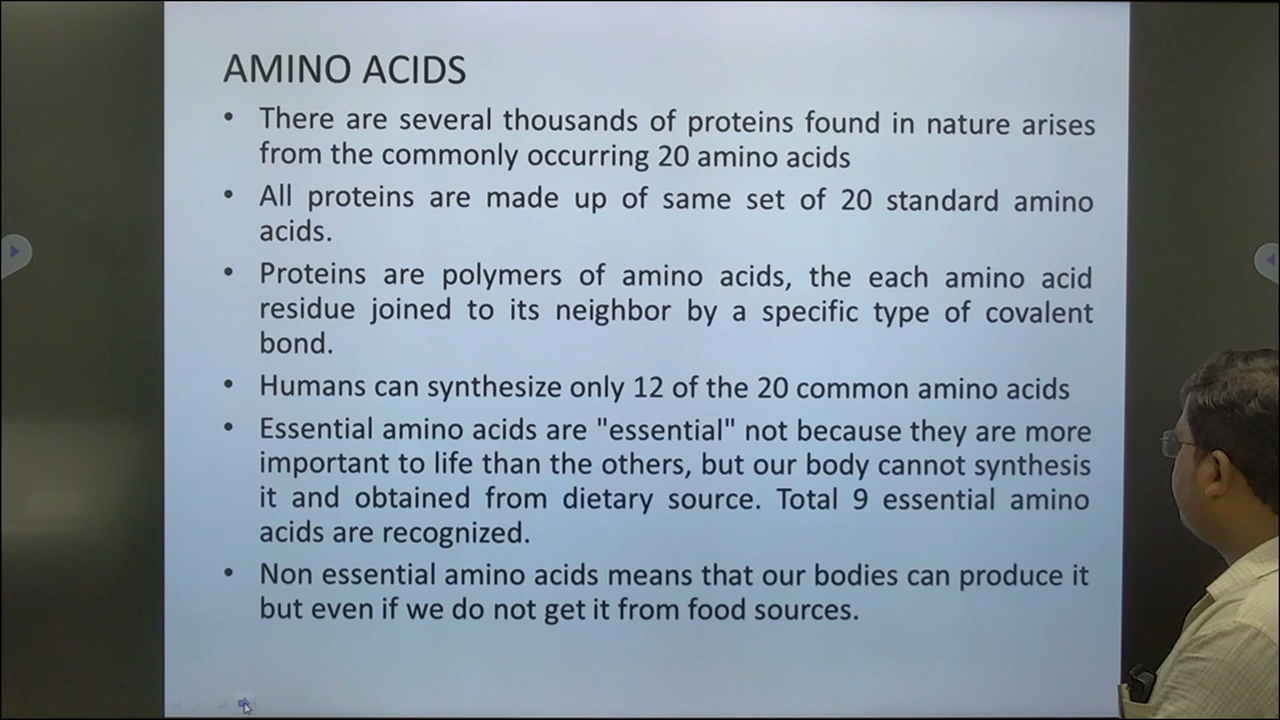 AMINO ACIDS
• There are several thousands of proteins found in nature arises
from the commonly occurring 20 amino acids
• All proteins are made up of same set of 20 standard amino
acids.
• Proteins are polymers of amino acids, the each amino acid
residue joined to its neighbor by a specific type of covalent
bond.
• Humans can synthesize only 12 of the 20 common amino acids
• Essential amino acids are "essential" not because they are more
important to life than the others, but our body cannot synthesis
it and obtained from dietary source. Total 9 essential amino
acids are recognized.
• Non essential amino acids means that our bodies can produce it
but even if we do not get it from food sources.